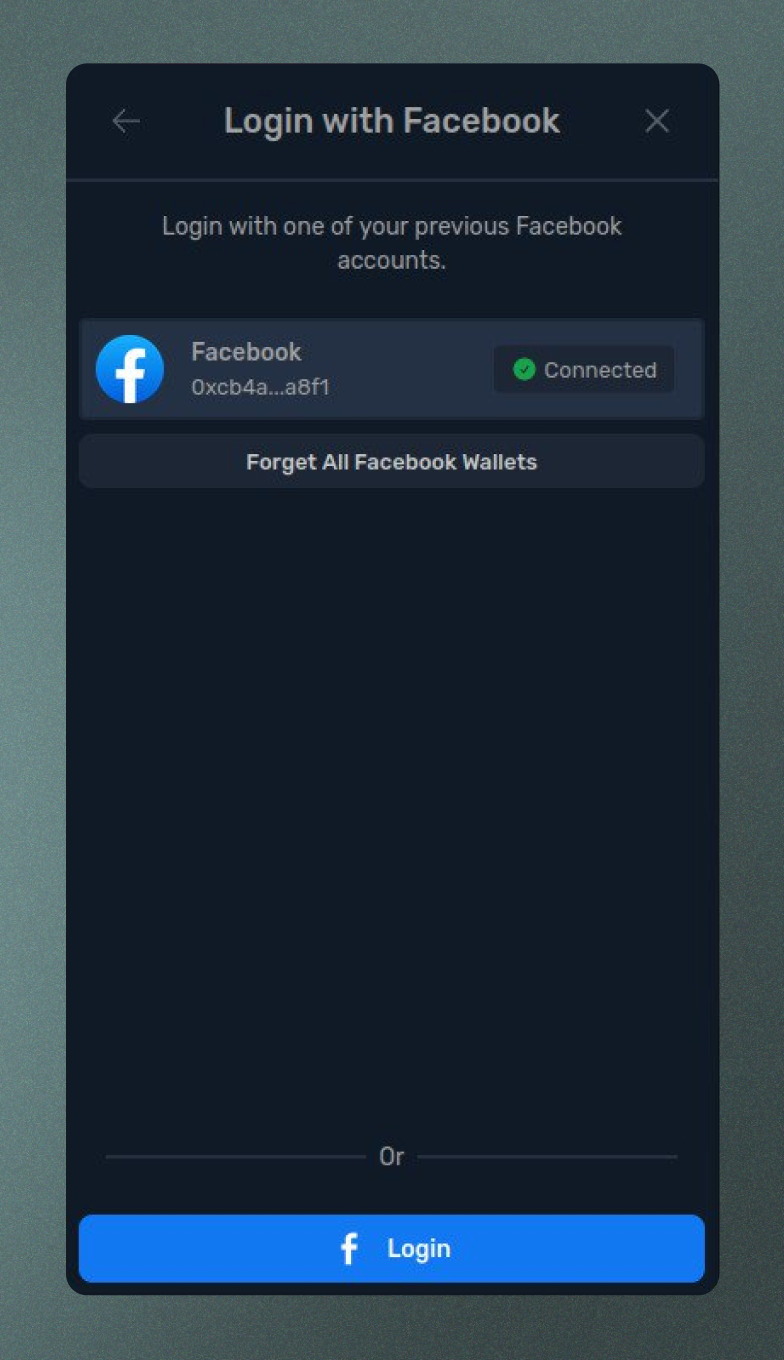 Login with Facebook
Login with one of your previous Facebook
accounts.
Facebook
0xcb4a...a8f1
Connected
Forget All Facebook Wallets
Or
Login